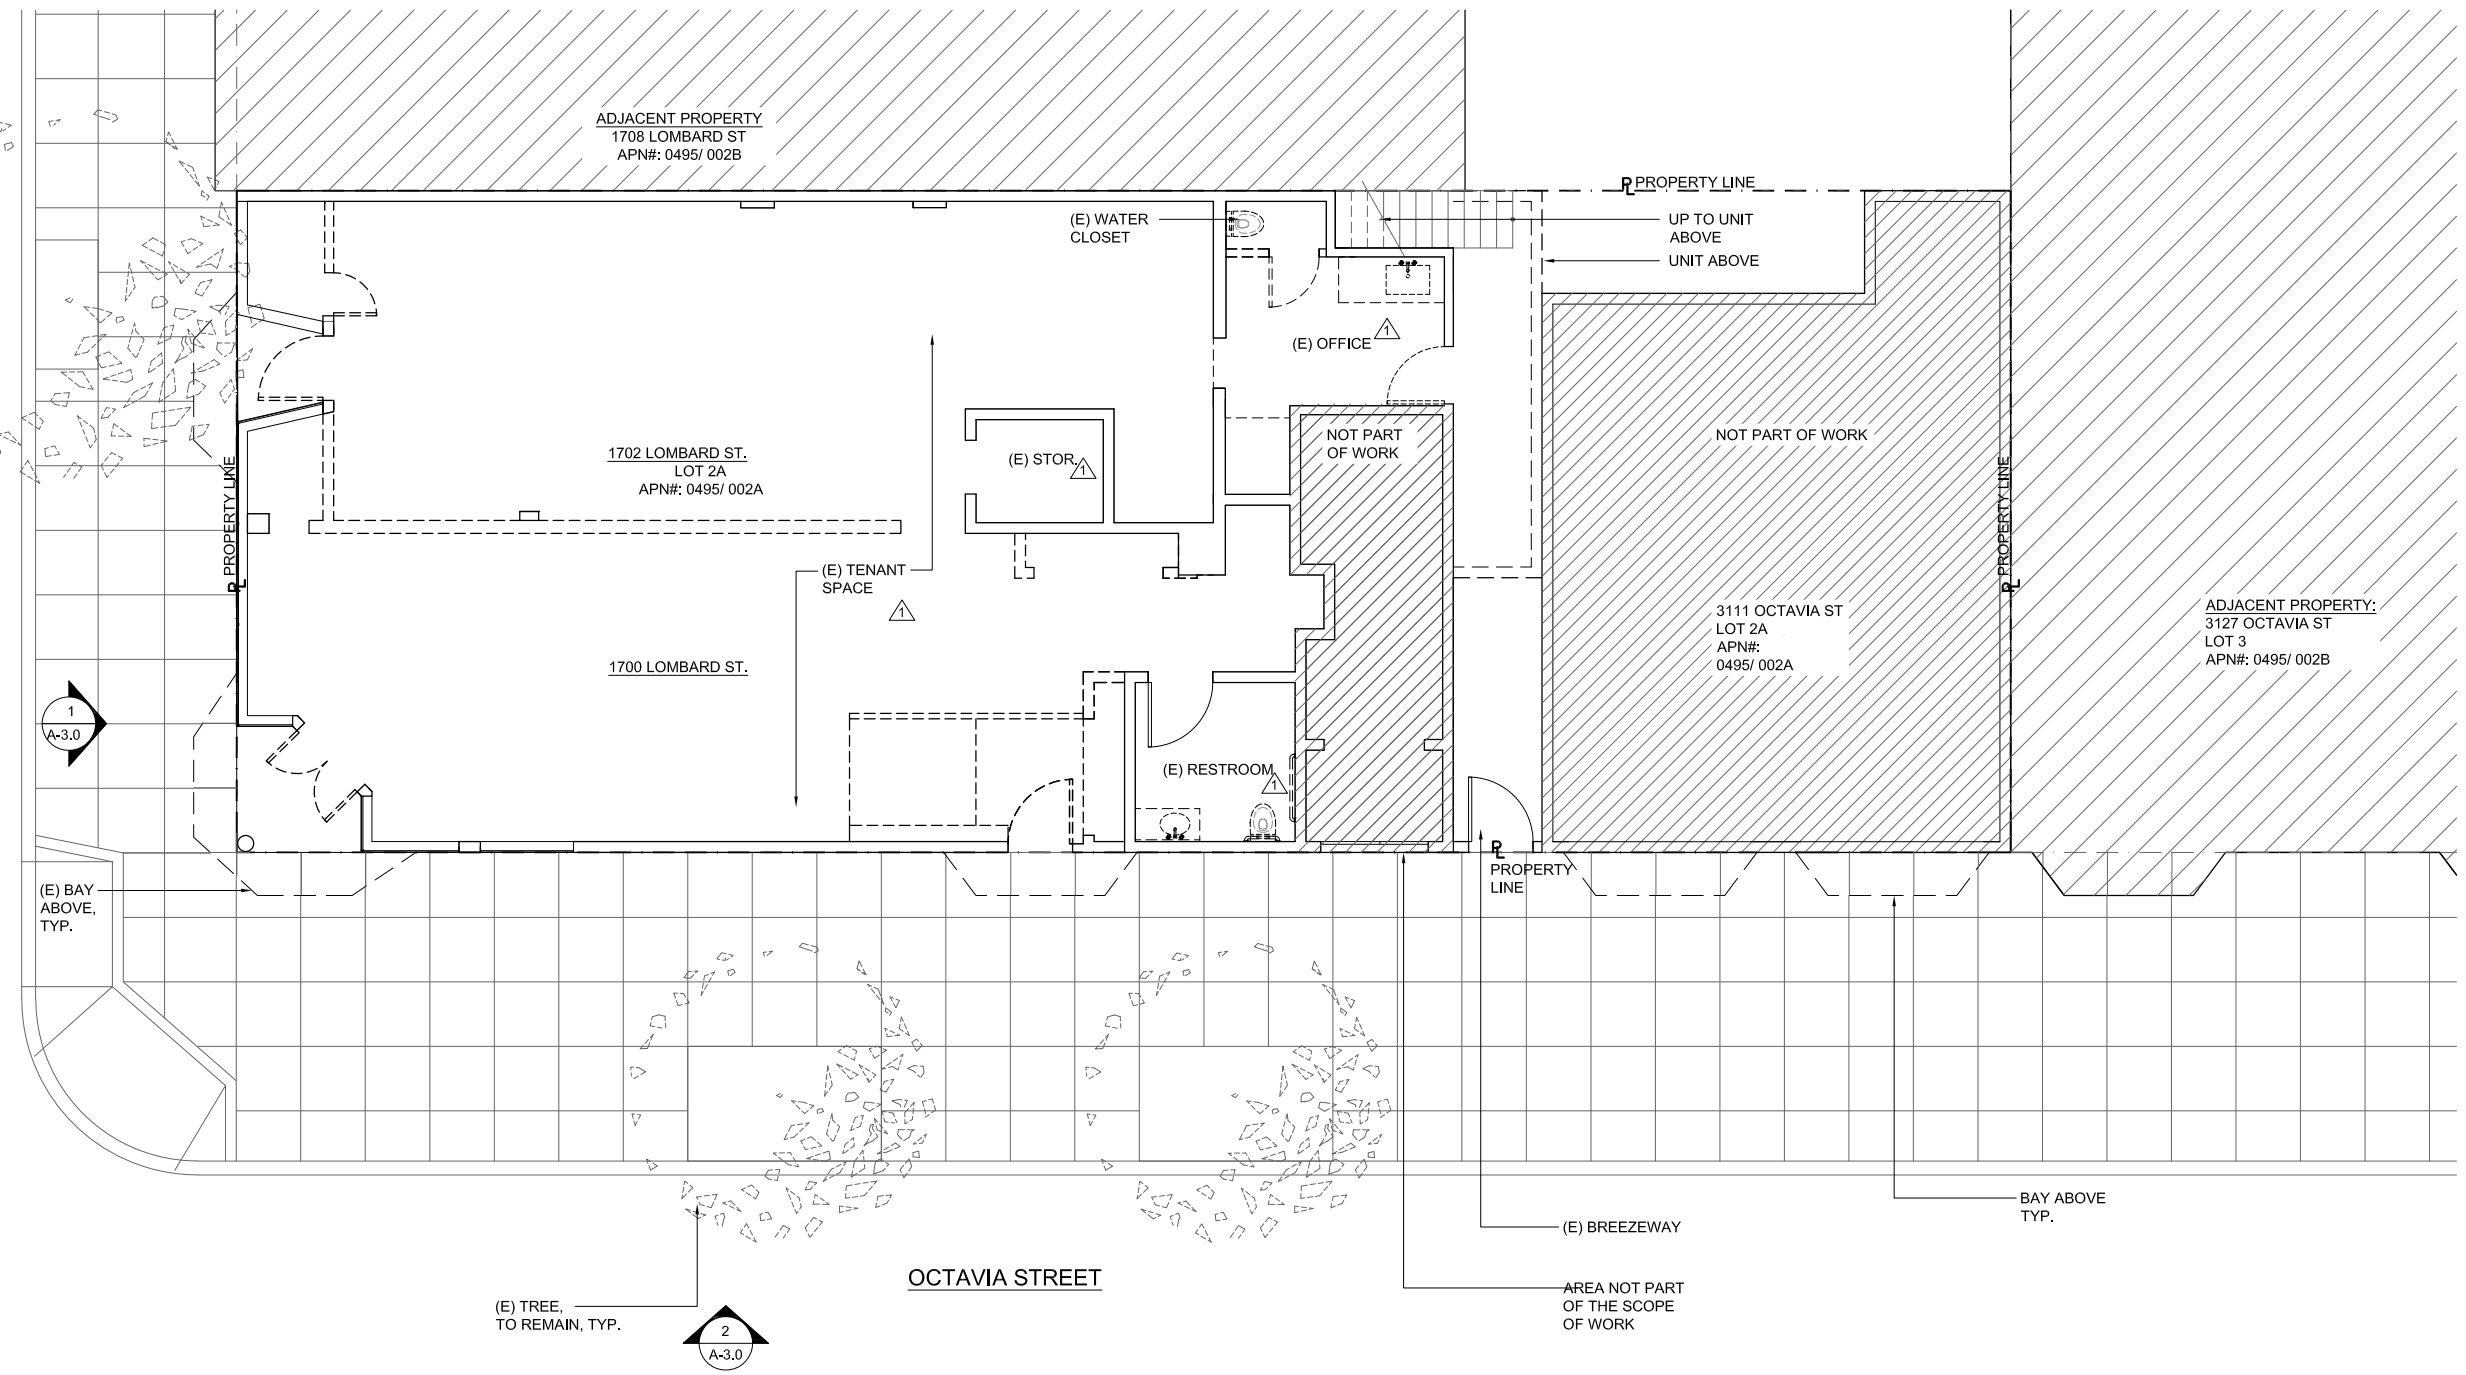 ADJACENT PROPERTY
1708 LOMBARD ST
APN#: 0495/ 002B
PL PROPERTY LINE
(E) WATER
CLOSET
UP TO UNIT
ABOVE
UNIT ABOVE
(E) OFFICE
1
NOT PART
OF WORK
NOT PART OF WORK
1702 LOMBARD ST.
LOT 2A
APN#: 0495/ 002A
(E) STOR.
1
PL PROPERTY LINE
PL PROPERTY LINE
(E) TENANT
SPACE
1
3111 OCTAVIA ST
LOT 2A
APN#:
0495/ 002A
ADJACENT PROPERTY:
3127 OCTAVIA ST
LOT 3
APN#: 0495/ 002B
1700 LOMBARD ST.
1
A-3.0
(E) RESTROOM
1
PL
PROPERTY
LINE
(E) BAY
ABOVE,
TYP.
BAY ABOVE
TYP.
(E) BREEZEWAY
OCTAVIA STREET
AREA NOT PART
OF THE SCOPE
OF WORK
(E) TREE,
TO REMAIN, TYP.
2
A-3.0